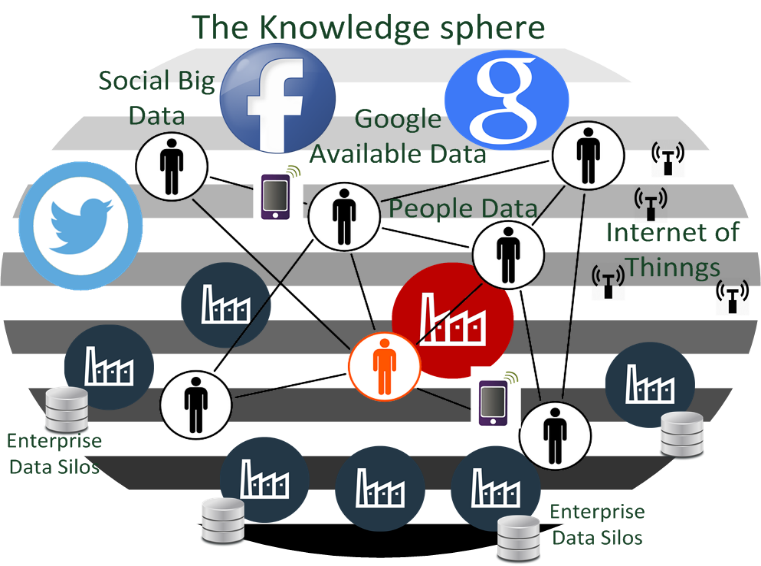 The Knowledge sphere
Social Big
Data
Google
Available Data
People Data
Internet of
Thinngs
Enterprise
Data Silos
Enterprise
Data Silos